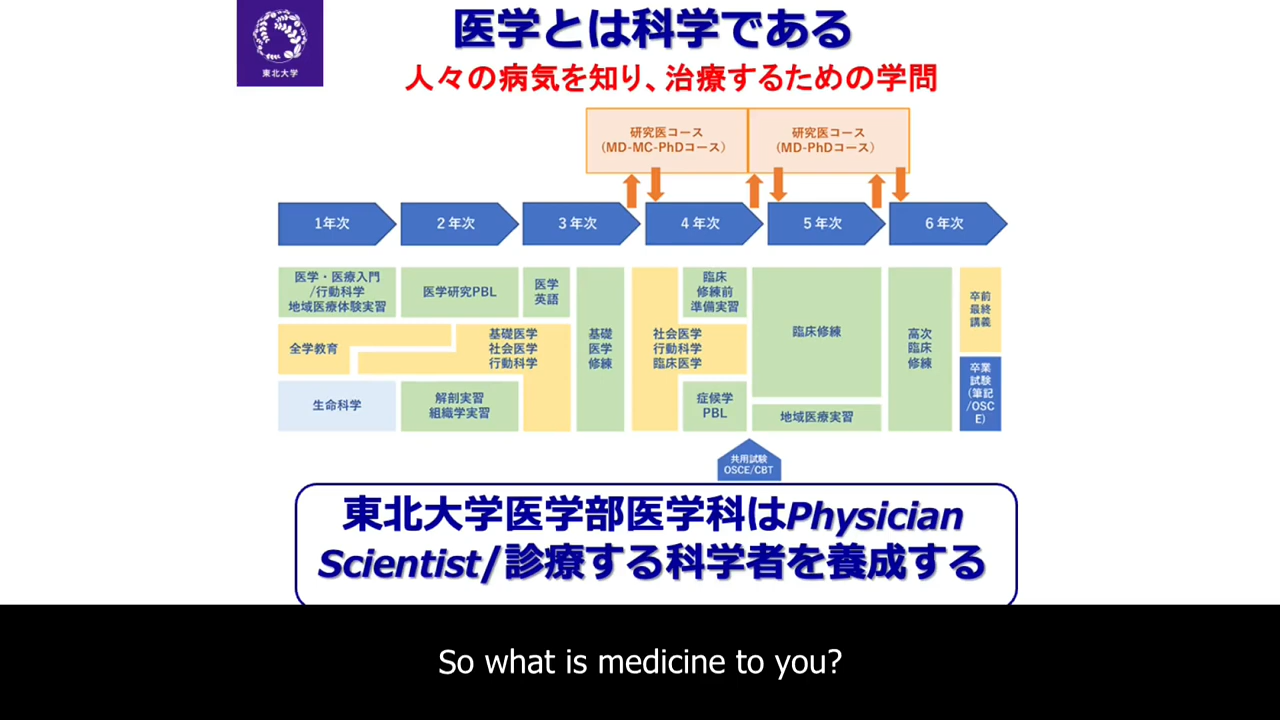 東北大学
医学とは科学である
人々の病気を知り、治療するための学問
研究医コース
(MD-MC-PhDコース)
研究医コース
(MD-PhDコース)
1年次
2年次
3年次
4年次
5年次
6年次
医学・医療入門
/行動科学
地域医療体験実習
医学研究PBL
医学
英語
基礎
医学
修練
臨床
修練前
準備実習
臨床修練
高次
臨床
修練
卒前
最終
講義
全学教育
基礎医学
社会医学
行動科学
社会医学
行動科学
臨床医学
生命科学
解剖実習
組織学実習
症候学
PBL
地域医療実習
卒業
試験
(筆記
/OSC
E)
共用試験
OSCE/CBT
東北大学医学部医学科はPhysician
Scientist/診療する科学者を養成する
So what is medicine to you?